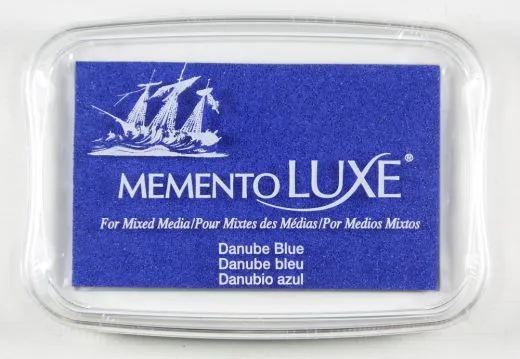 MEMENTO LUXE®
For Mixed Media/Pour Mixtes des Médias/Por Medios Mixtos
Danube Blue
Danube bleu
Danubio azul